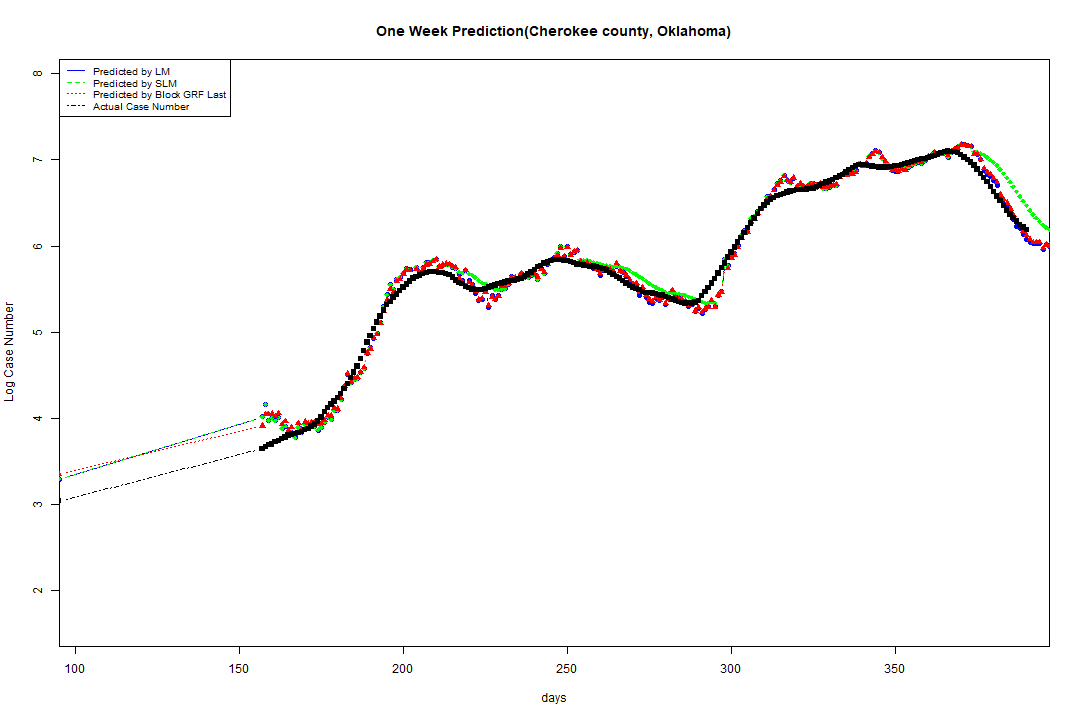 One Week Prediction(Cherokee county, Oklahoma)
Predicted by LM
Predicted by SLM
Predicted by Block GRF Last
Actual Case Number
8
7
6
5
4
3
2
Log Case Number
100 150 200 250 300 350
days